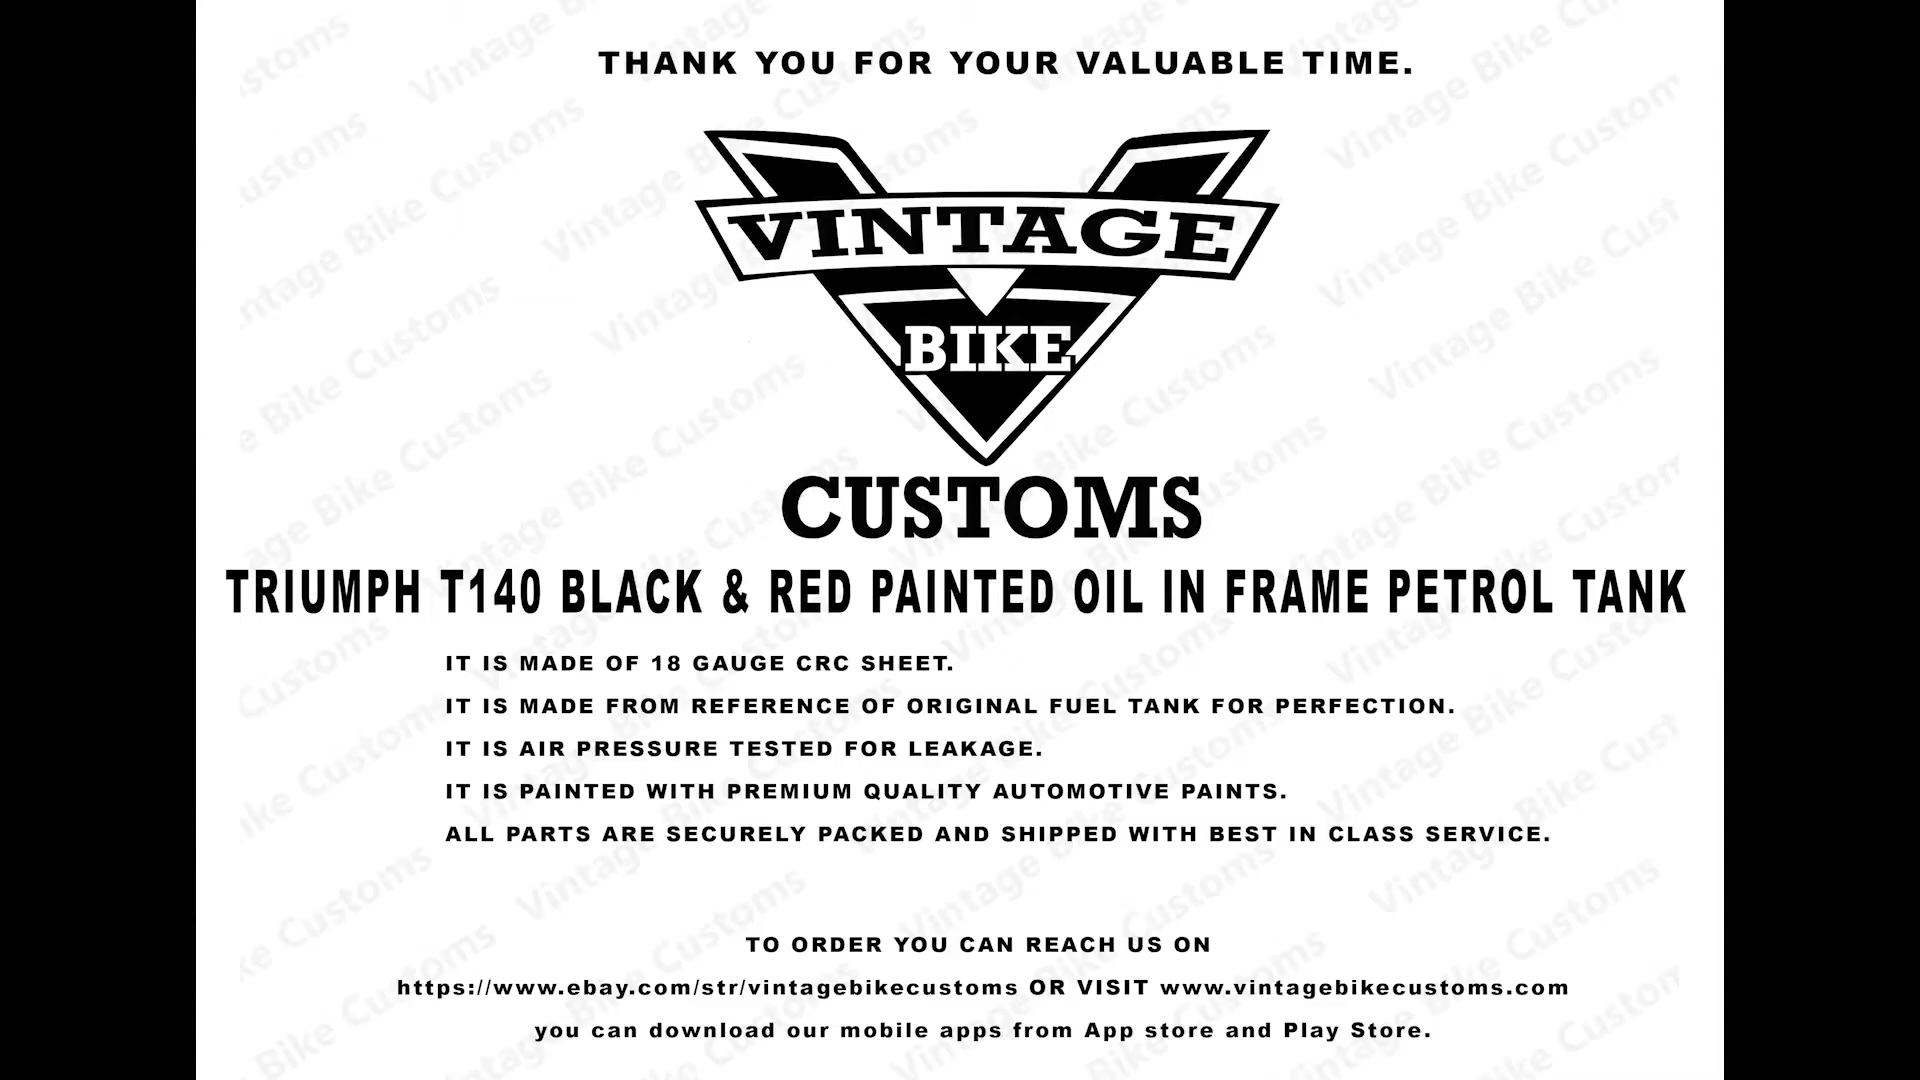 THANK YOU FOR YOUR VALUABLE TIME.
VINTAGE
BIKE
CUSTOMS
TRIUMPH T140 BLACK & RED PAINTED OIL IN FRAME PETROL TANK
IT IS MADE OF 18 GAUGE CRC SHEET.
IT IS MADE FROM REFERENCE OF ORIGINAL FUEL TANK FOR PERFECTION.
IT IS AIR PRESSURE TESTED FOR LEAKAGE.
IT IS PAINTED WITH PREMIUM QUALITY AUTOMOTIVE PAINTS.
ALL PARTS ARE SECURELY PACKED AND SHIPPED WITH BEST IN CLASS SERVICE.
TO ORDER YOU CAN REACH US ON
https://www.ebay.com/str/vintagebikecustoms OR VISIT www.vintagebikecustoms.com
you can download our mobile apps from App store and Play Store.